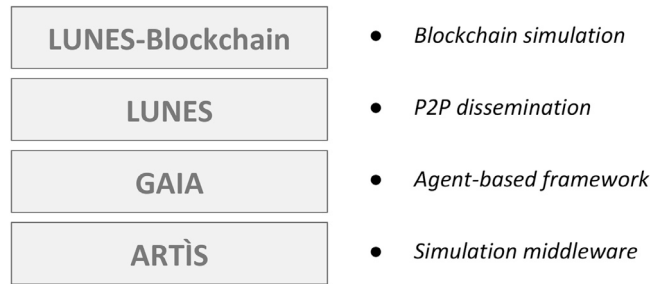 LUNES-Blockchain
● Blockchain simulation
LUNES
● P2P dissemination
GAIA
● Agent-based framework
ARTÌS
● Simulation middleware